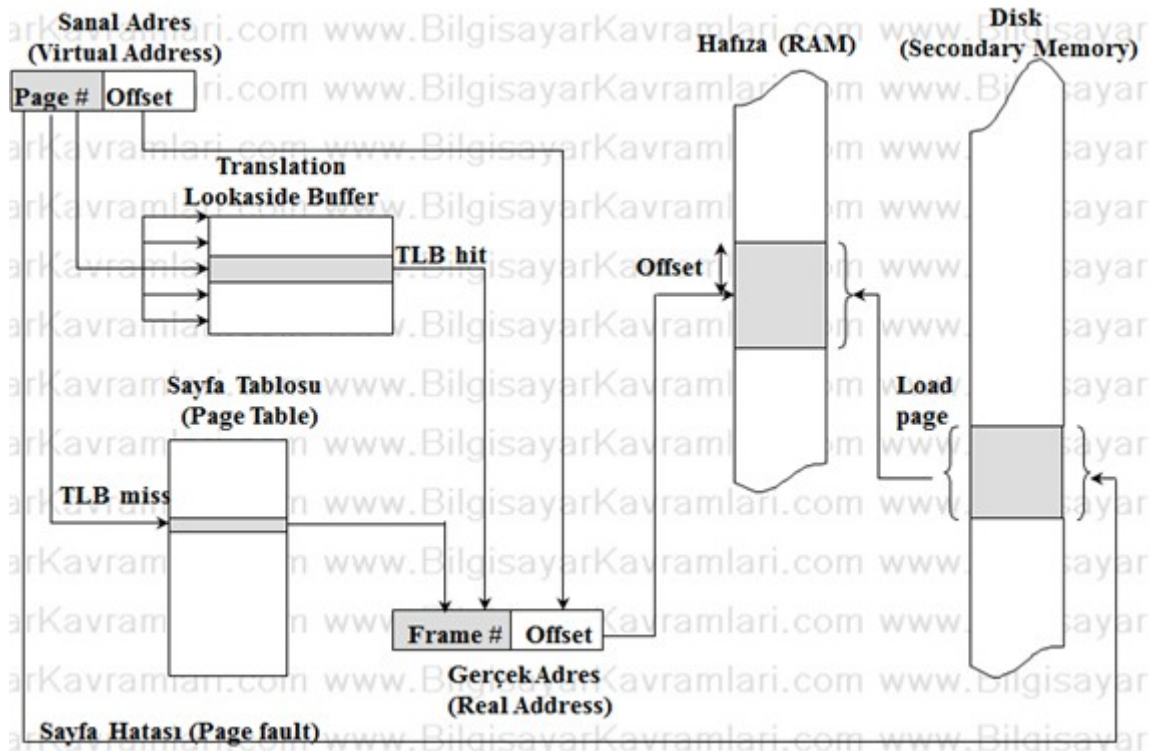 Sanal Adres
(Virtual Address)
Page # Offset
Hafıza (RAM)
Disk
(Secondary Memory)
Translation
Lookaside Buffer
TLB hit
Offset
Sayfa Tablosu
(Page Table)
Load
page
TLB miss
Frame # Offset
Gerçek Adres
(Real Address)
Sayfa Hatası (Page fault)
www.BilgisayarKavramlari.com